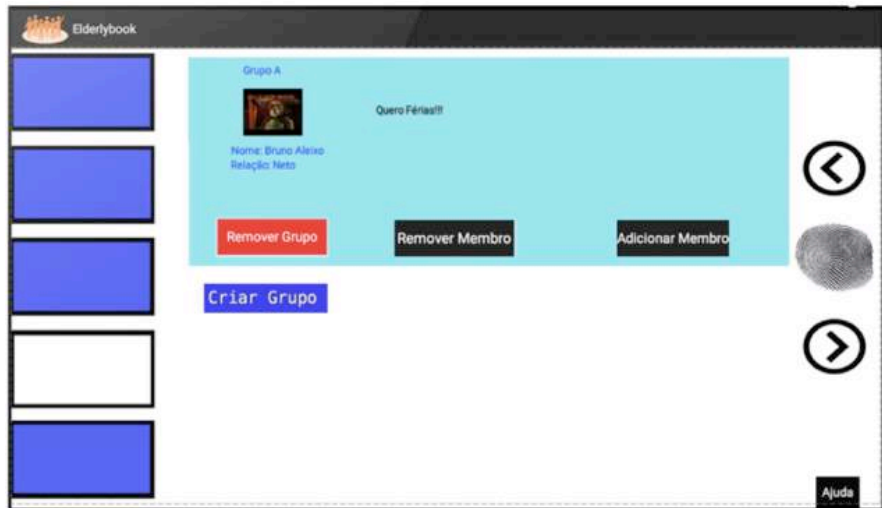 Elderlybook
Grupo A
Quero Férias!!!
Nome: Bruno Aleixo
Relação: Neto
Remover Grupo
Remover Membro
Adicionar Membro
Criar Grupo
Ajuda